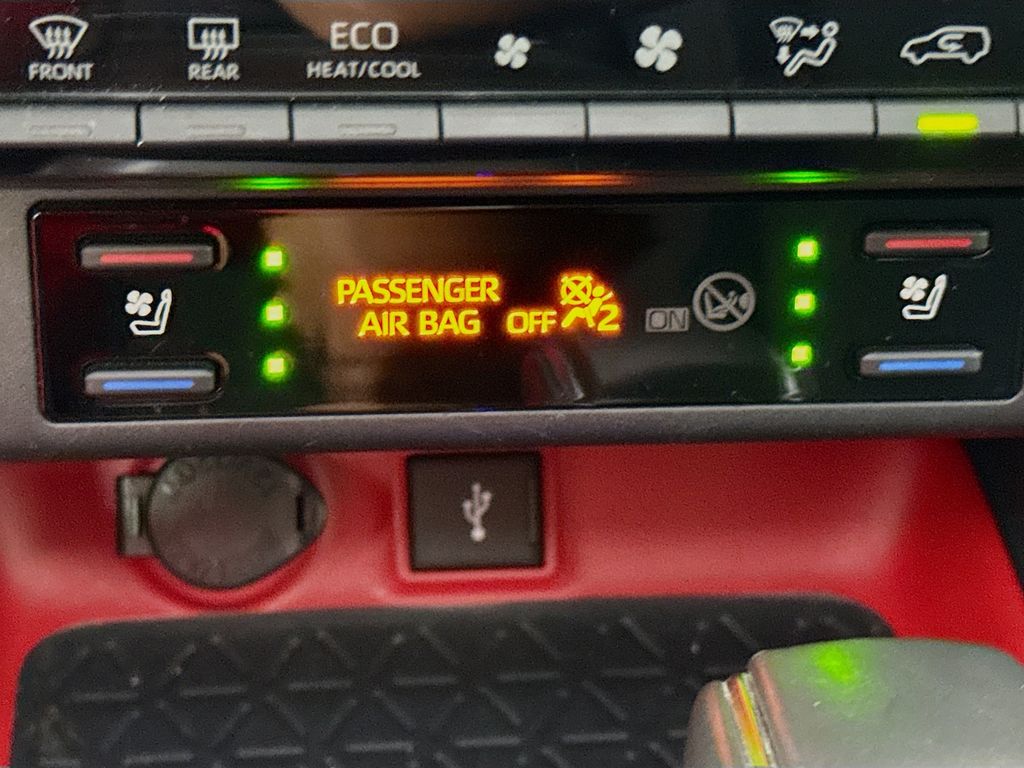 FRONT
REAR
ECO
HEAT/COOL
PASSENGER
AIR BAG OFF 2
ON